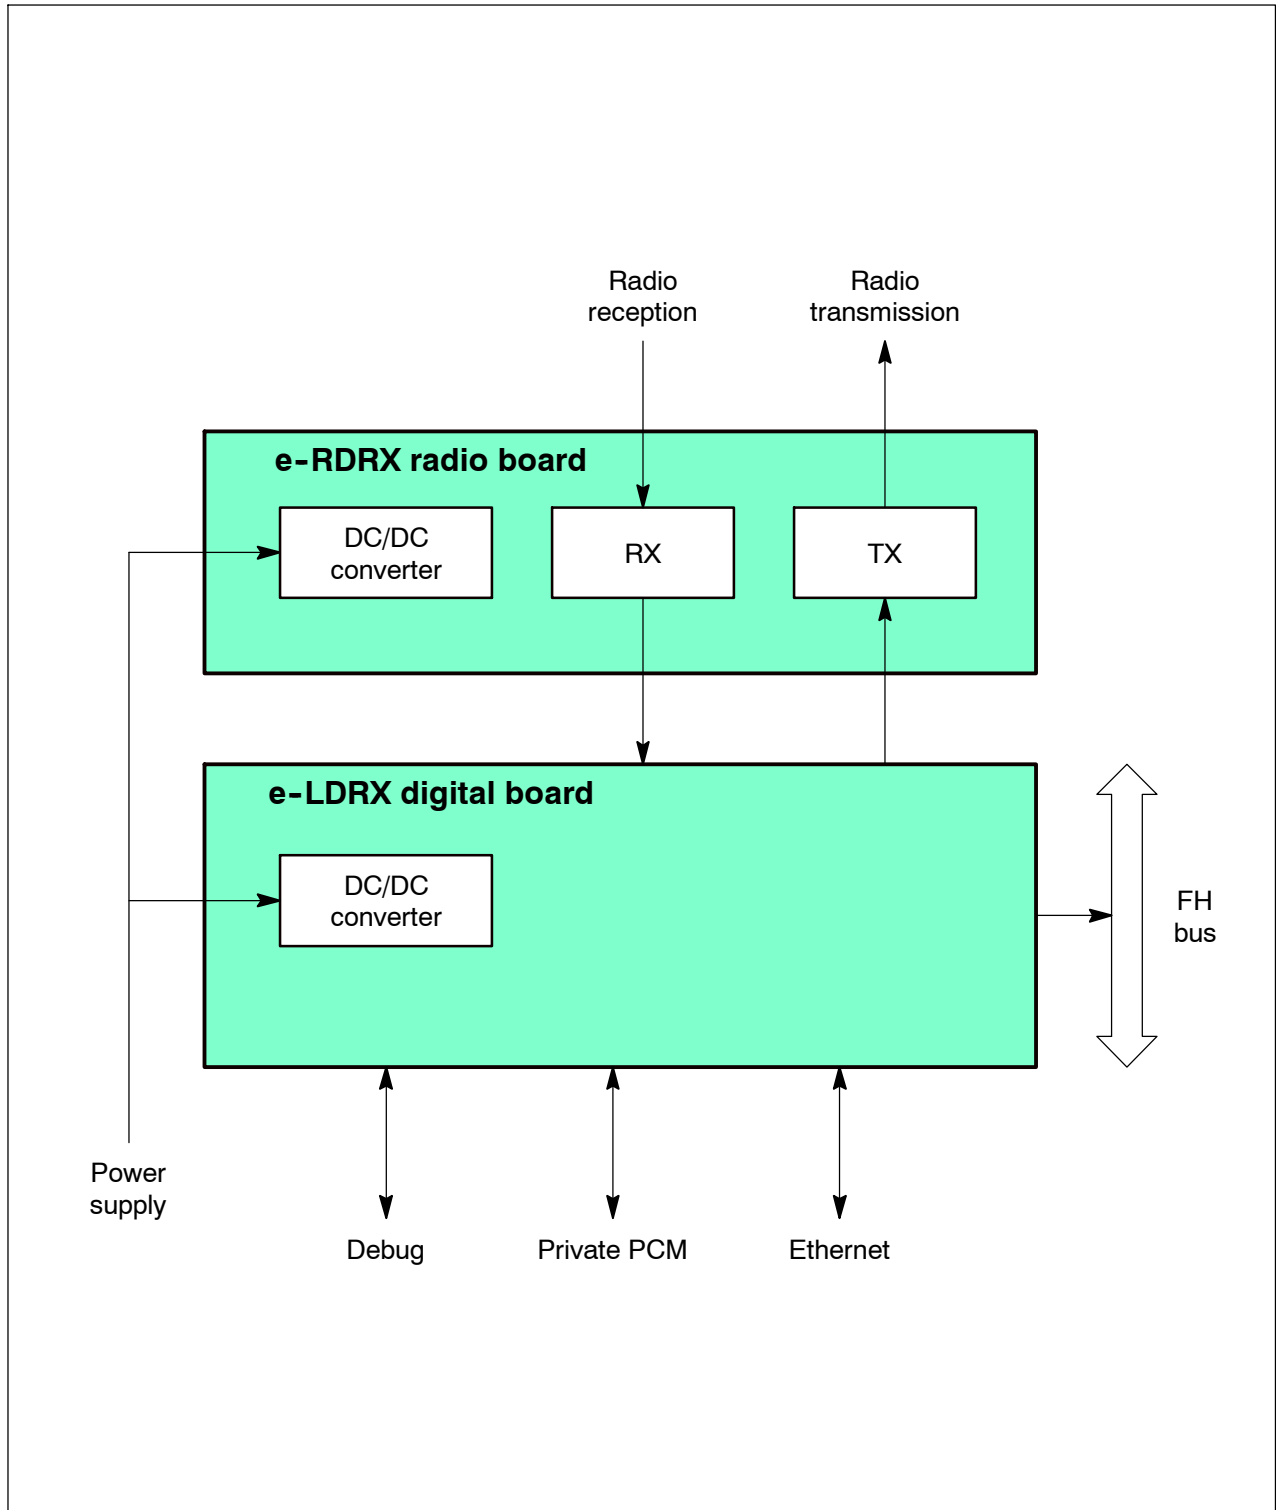 Radio
reception
Radio
transmission
e-RDRX radio board
DC/DC
converter
RX
TX
e-LDRX digital board
DC/DC
converter
FH
bus
Power
supply
Debug
Private PCM
Ethernet